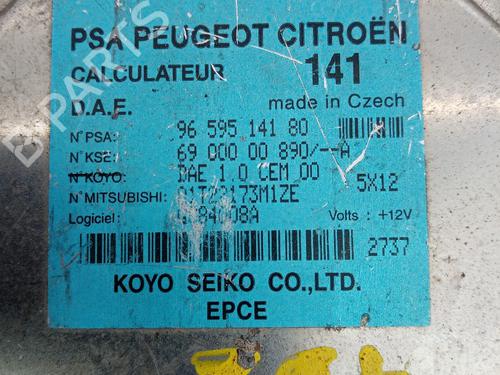 PSA PEUGEOT CITROËN
CALCULATEUR 141
D.A.E. made in Czech
N°PSA: 96 595 141 80
N°KSE: 69 000 00 890/--A
N°KOYO: DAE 1.0 CEM 00
5X12
N°MITSUBISHI:
Logiciel: Volts : +12V
2737
KOYO SEIKO CO.,LTD.
EPCE
B-PARTS